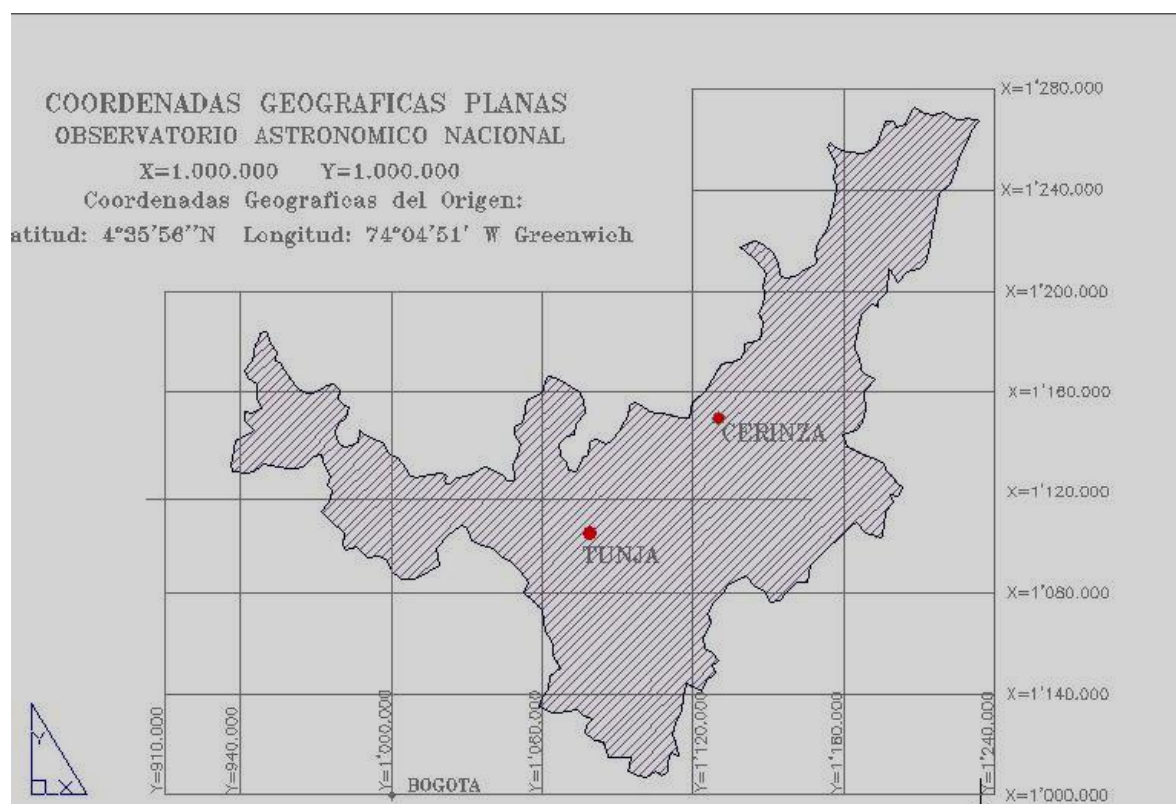 COORDENADAS GEOGRAFICAS PLANAS
OBSERVATORIO ASTRONOMICO NACIONAL
X=1.000.000 Y=1.000.000
Coordenadas Geograficas del Origen:
atitud: 4°35'56''N Longitud: 74°04'51' W Greenwich
X=1'280.000
X=1'240.000
X=1'200.000
X=1'160.000
CERINZA
X=1'120.000
TUNJA
X=1'080.000
X=1'140.000
Y=910.000
Y=940.000
Y=1'000.000
Y=1'060.000
Y=1'120.000
Y=1'180.000
Y=1'240.000
Y
X
BOGOTA
X=1'000.000